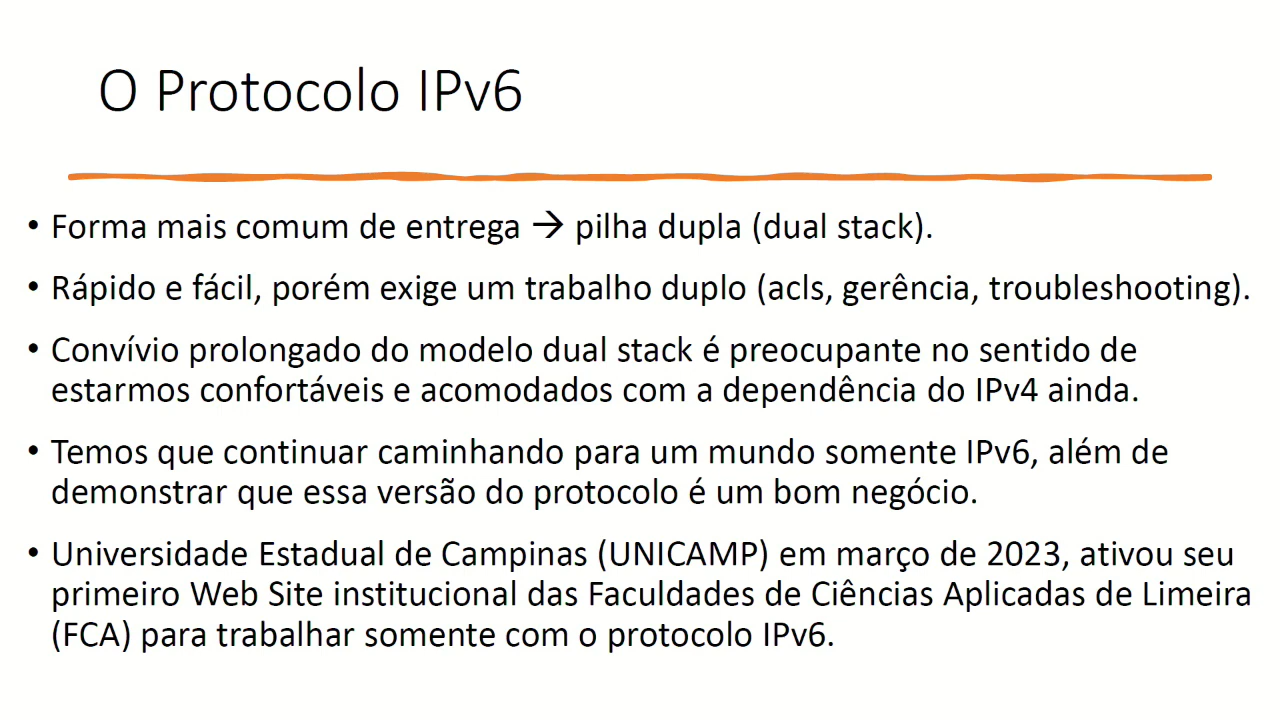 O Protocolo IPv6
• Forma mais comum de entrega → pilha dupla (dual stack).
• Rápido e fácil, porém exige um trabalho duplo (acls, gerência, troubleshooting).
• Convívio prolongado do modelo dual stack é preocupante no sentido de
estarmos confortáveis e acomodados com a dependência do IPv4 ainda.
• Temos que continuar caminhando para um mundo somente IPv6, além de
demonstrar que essa versão do protocolo é um bom negócio.
• Universidade Estadual de Campinas (UNICAMP) em março de 2023, ativou seu
primeiro Web Site institucional das Faculdades de Ciências Aplicadas de Limeira
(FCA) para trabalhar somente com o protocolo IPv6.